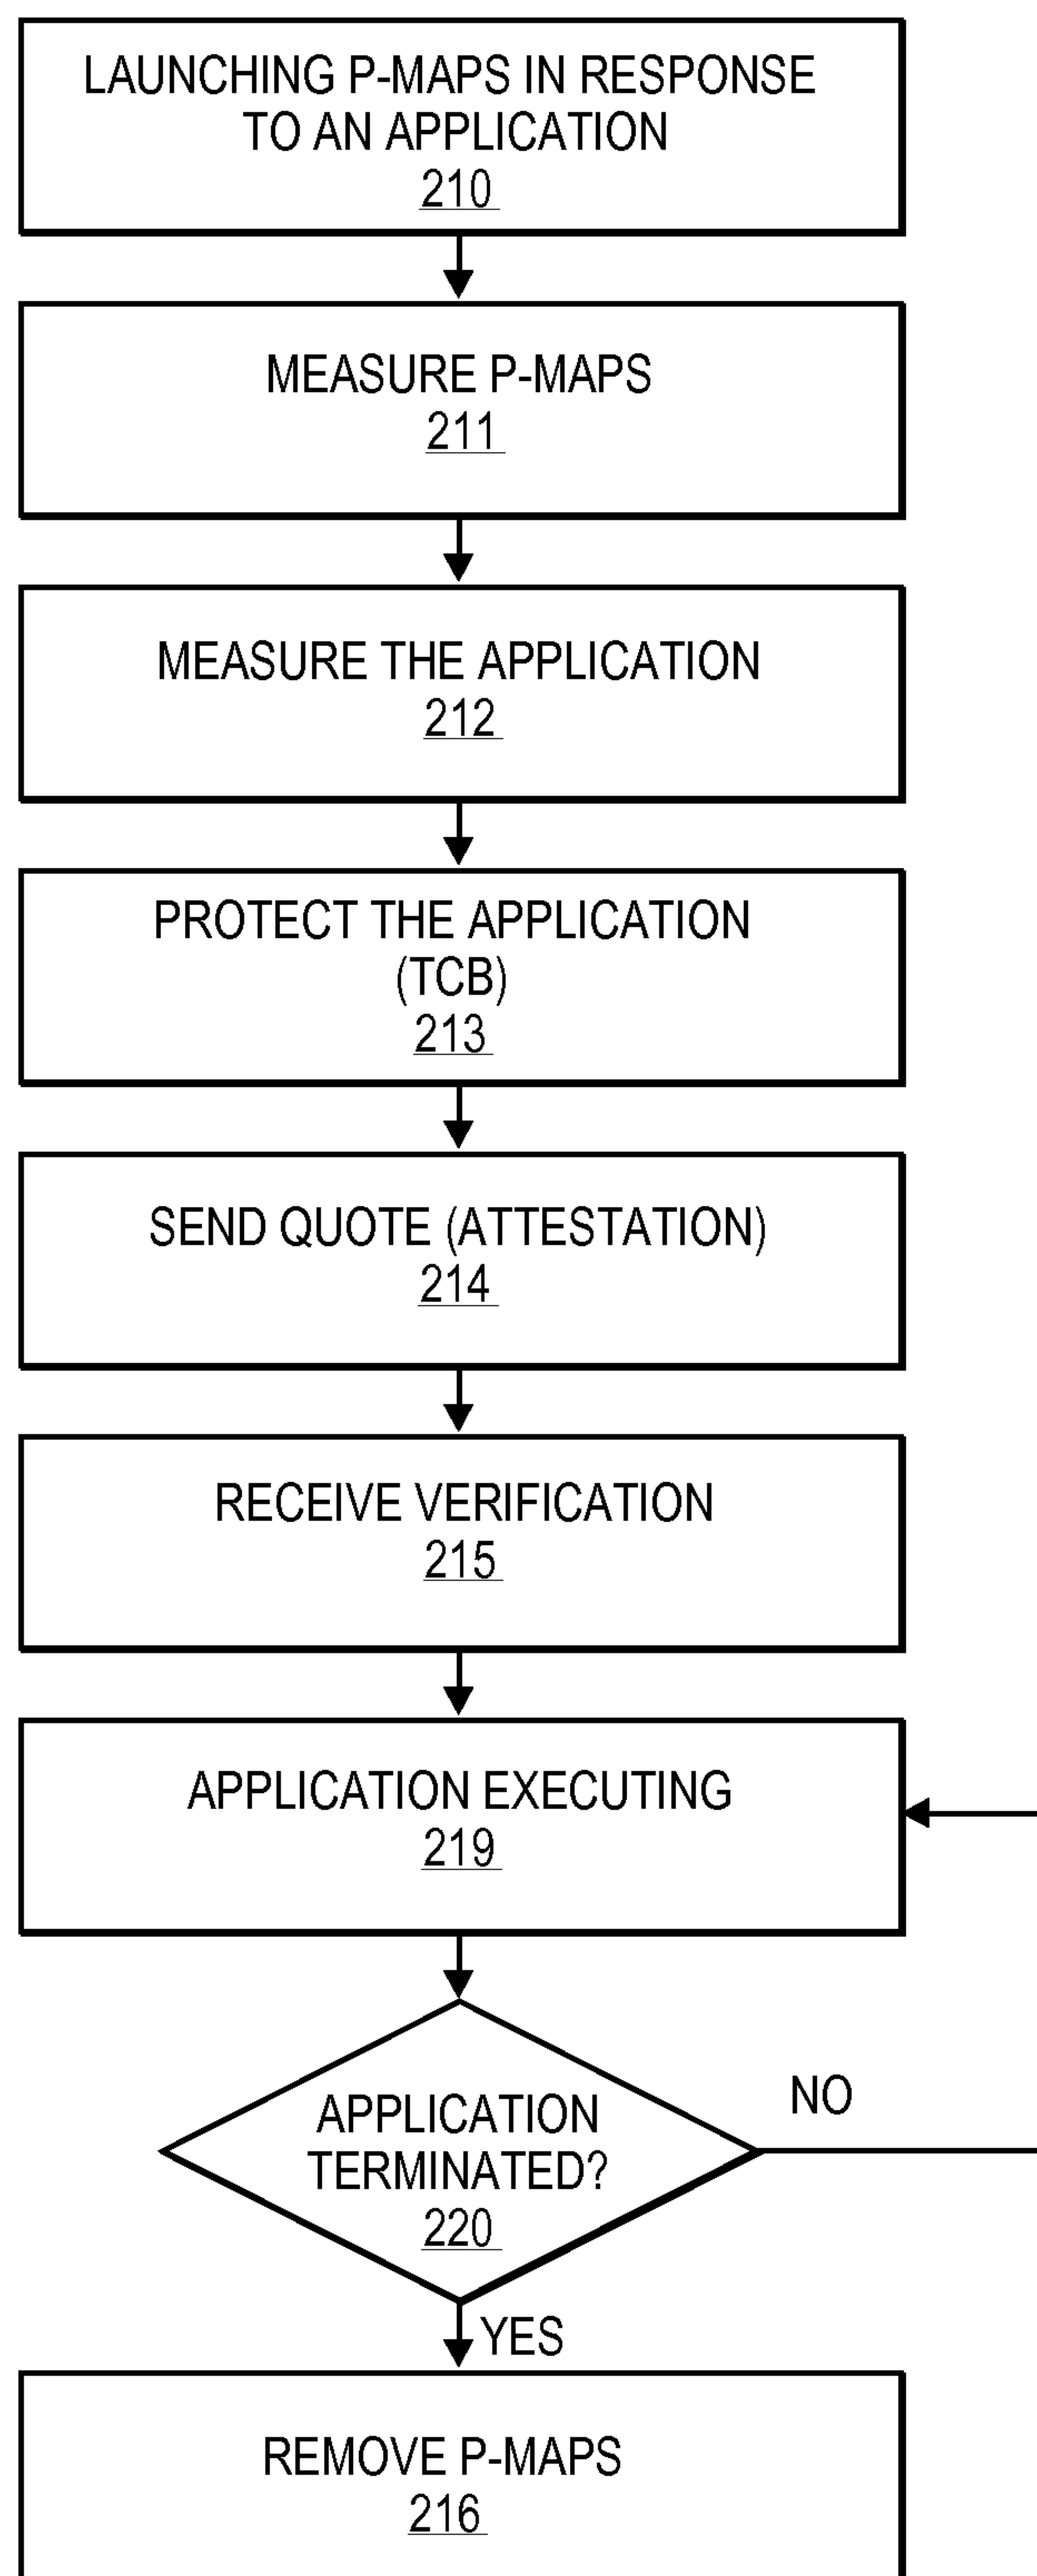 LAUNCHING P-MAPS IN RESPONSE
TO AN APPLICATION
210
MEASURE P-MAPS
211
MEASURE THE APPLICATION
212
PROTECT THE APPLICATION
(TCB)
213
SEND QUOTE (ATTESTATION)
214
RECEIVE VERIFICATION
215
APPLICATION EXECUTING
219
APPLICATION
TERMINATED?
220
NO
YES
REMOVE P-MAPS
216